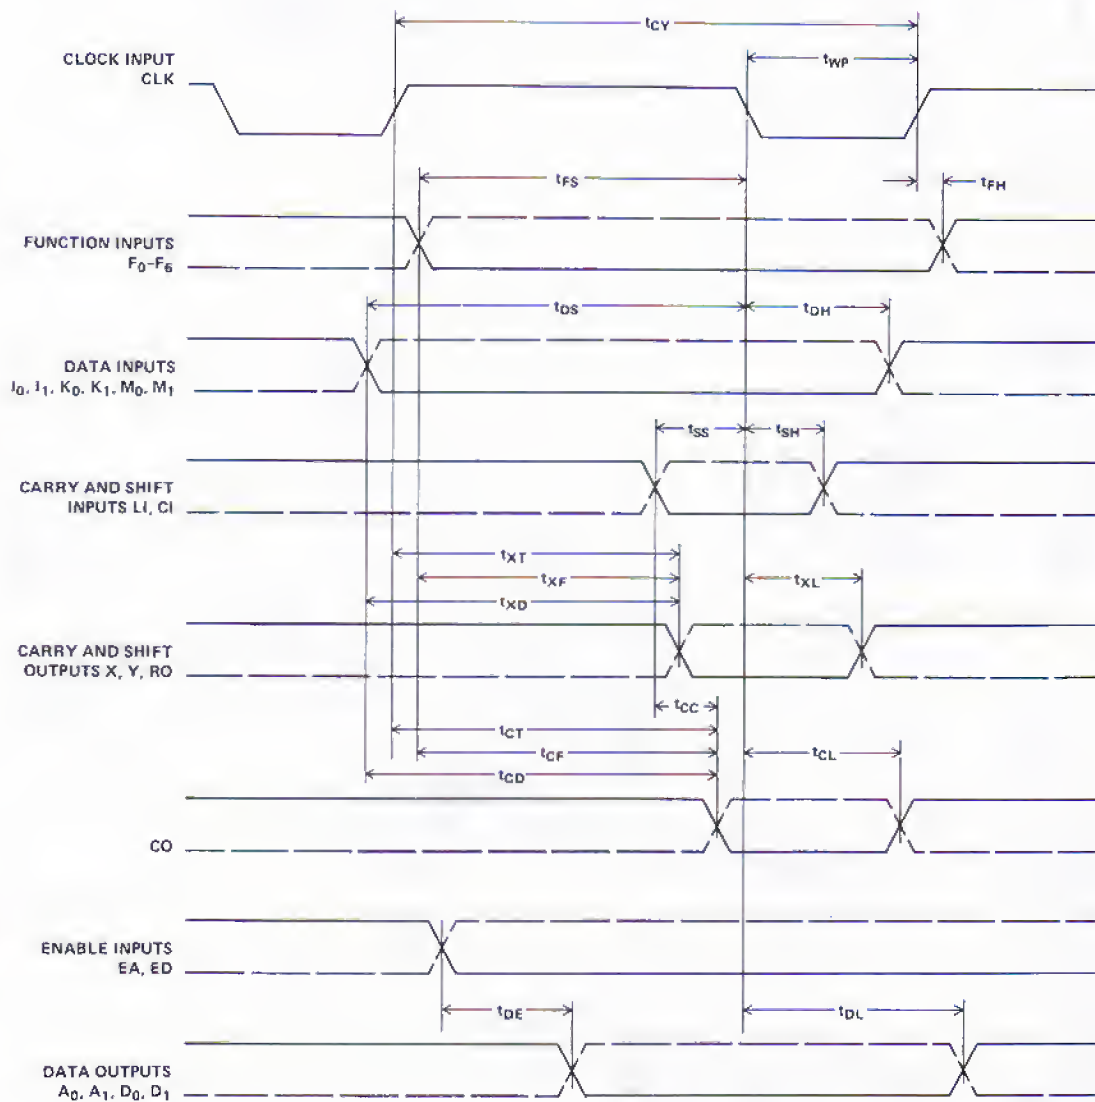 tCY
CLOCK INPUT
CLK
tWP
tFS
tFH
FUNCTION INPUTS
F0-F6
tDS
tDH
DATA INPUTS
I0, I1, K0, K1, M0, M1
tSS
tSH
CARRY AND SHIFT
INPUTS LI, CI
tXT
tXF
tXL
tXD
CARRY AND SHIFT
OUTPUTS X, Y, RO
tCC
tCT
tCF
tCL
tCD
CO
ENABLE INPUTS
EA, ED
tDE
tDL
DATA OUTPUTS
A0, A1, D0, D1